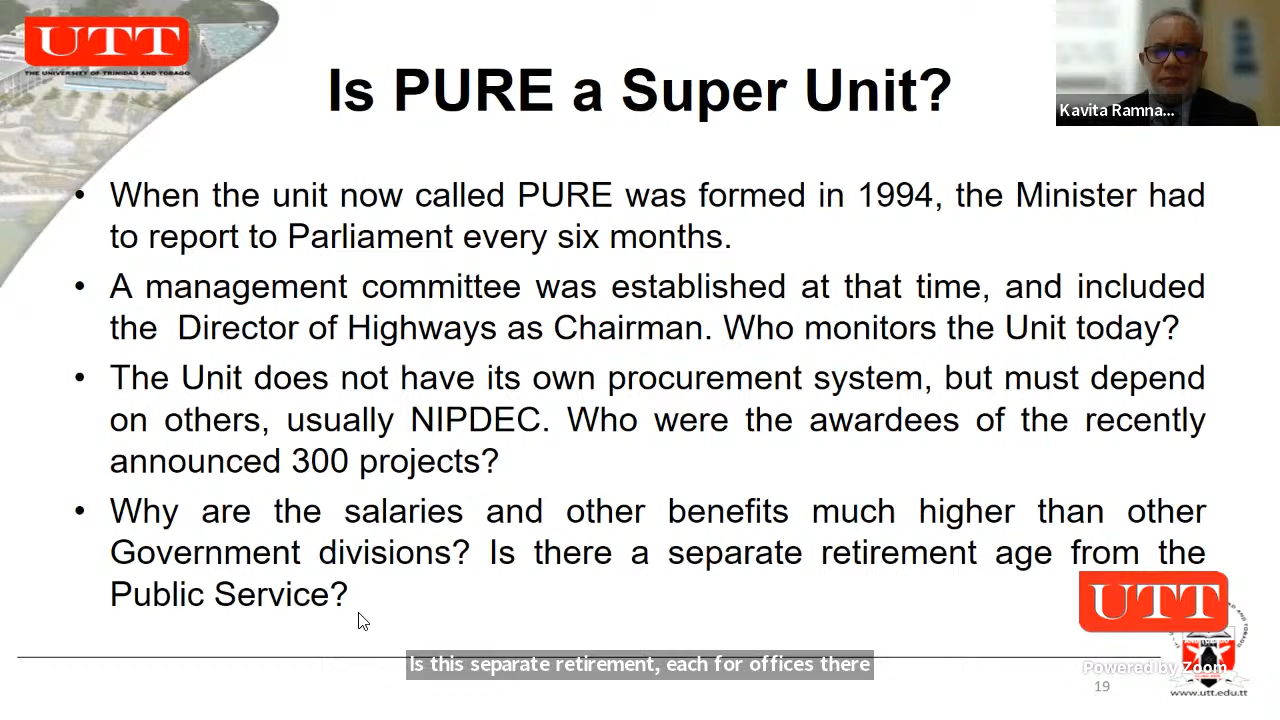 UTT
THE UNIVERSITY OF TRINIDAD AND TOBAGO
Is PURE a Super Unit?
Kavita Ramna...
• When the unit now called PURE was formed in 1994, the Minister had
to report to Parliament every six months.
• A management committee was established at that time, and included
the Director of Highways as Chairman. Who monitors the Unit today?
• The Unit does not have its own procurement system, but must depend
on others, usually NIPDEC. Who were the awardees of the recently
announced 300 projects?
• Why are the salaries and other benefits much higher than other
Government divisions? Is there a separate retirement age from the
Public Service?
UTT
Is this separate retirement, each for offices there
Powered by Zoom
19
www.utt.edu.tt